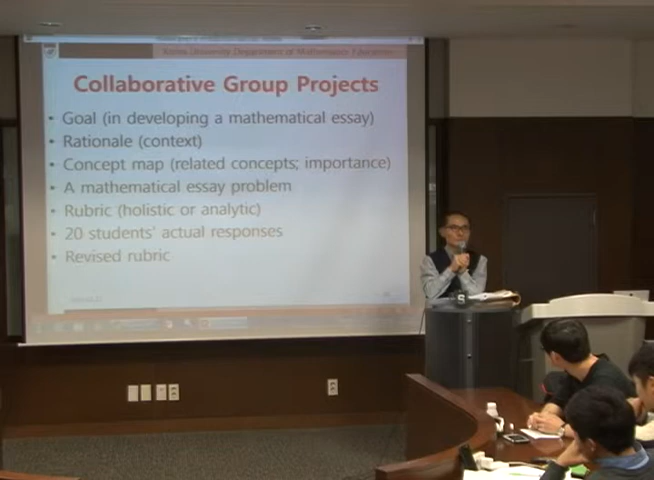 Korea University Department of Mathematics Education
Collaborative Group Projects
• Goal (in developing a mathematical essay)
• Rationale (context)
• Concept map (related concepts; importance)
• A mathematical essay problem
• Rubric (holistic or analytic)
• 20 students' actual responses
• Revised rubric